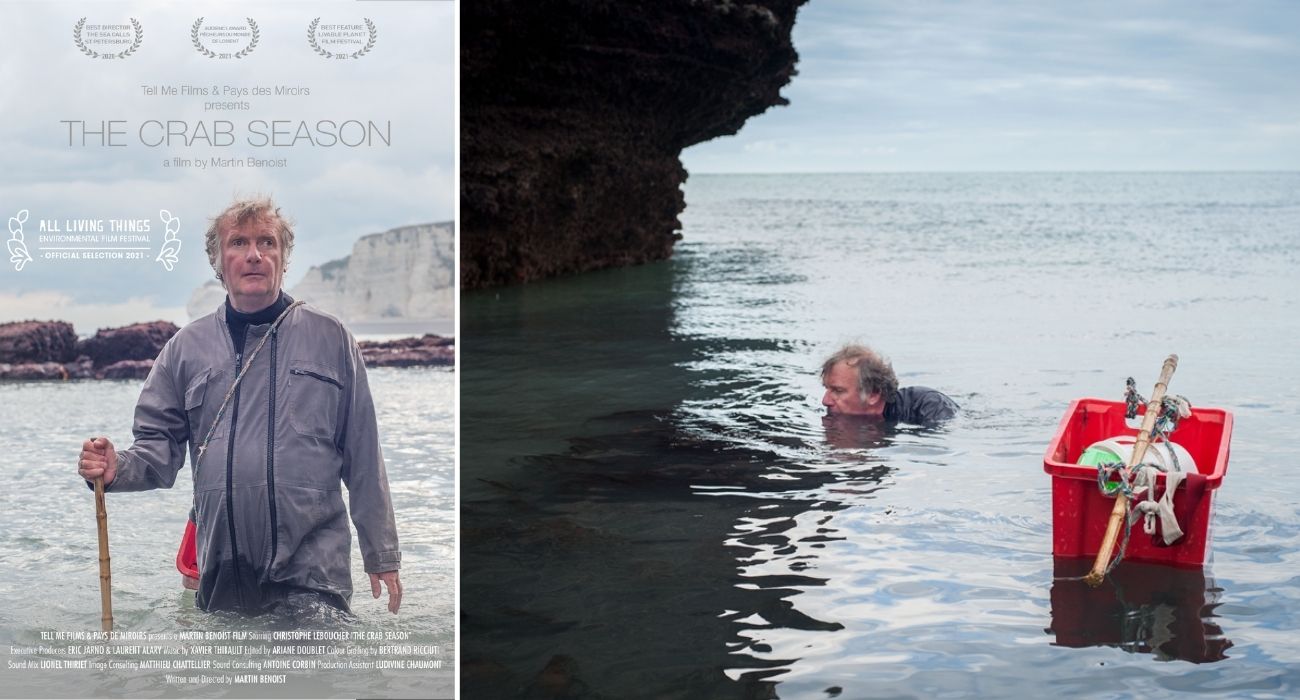 BEST DIRECTOR
THE SEA CALLS
ST PETERSBURG
2020
AUDIENCE AWARD
PÊCHEURS DU MONDE
DE LORIENT
2021
BEST FEATURE
LIVABLE PLANET
FILM FESTIVAL
2021
Tell Me Films & Pays des Miroirs
presents
THE CRAB SEASON
a film by Martin Benoist
ALL LIVING THINGS
ENVIRONMENTAL FILM FESTIVAL
- OFFICIAL SELECTION 2021 -
TELL ME FILMS & PAYS DE MIROIRS presents a MARTIN BENOIST FILM Starring CHRISTOPHE LEBOUCHER "THE CRAB SEASON"
Executive Producers ERIC JARNO & LAURENT ALARY Music by XAVIER THIBAULT Edited by ARIANE DOUBLET Colour Grading by BERTRAND RICCIUTI
Sound Mix LIONEL THIRIET Image Consulting MATTHIEU CHATELLIER Sound Consulting ANTOINE CORBIN Production Assistant LUDIVINE CHAUMONT
Written and Directed by MARTIN BENOIST